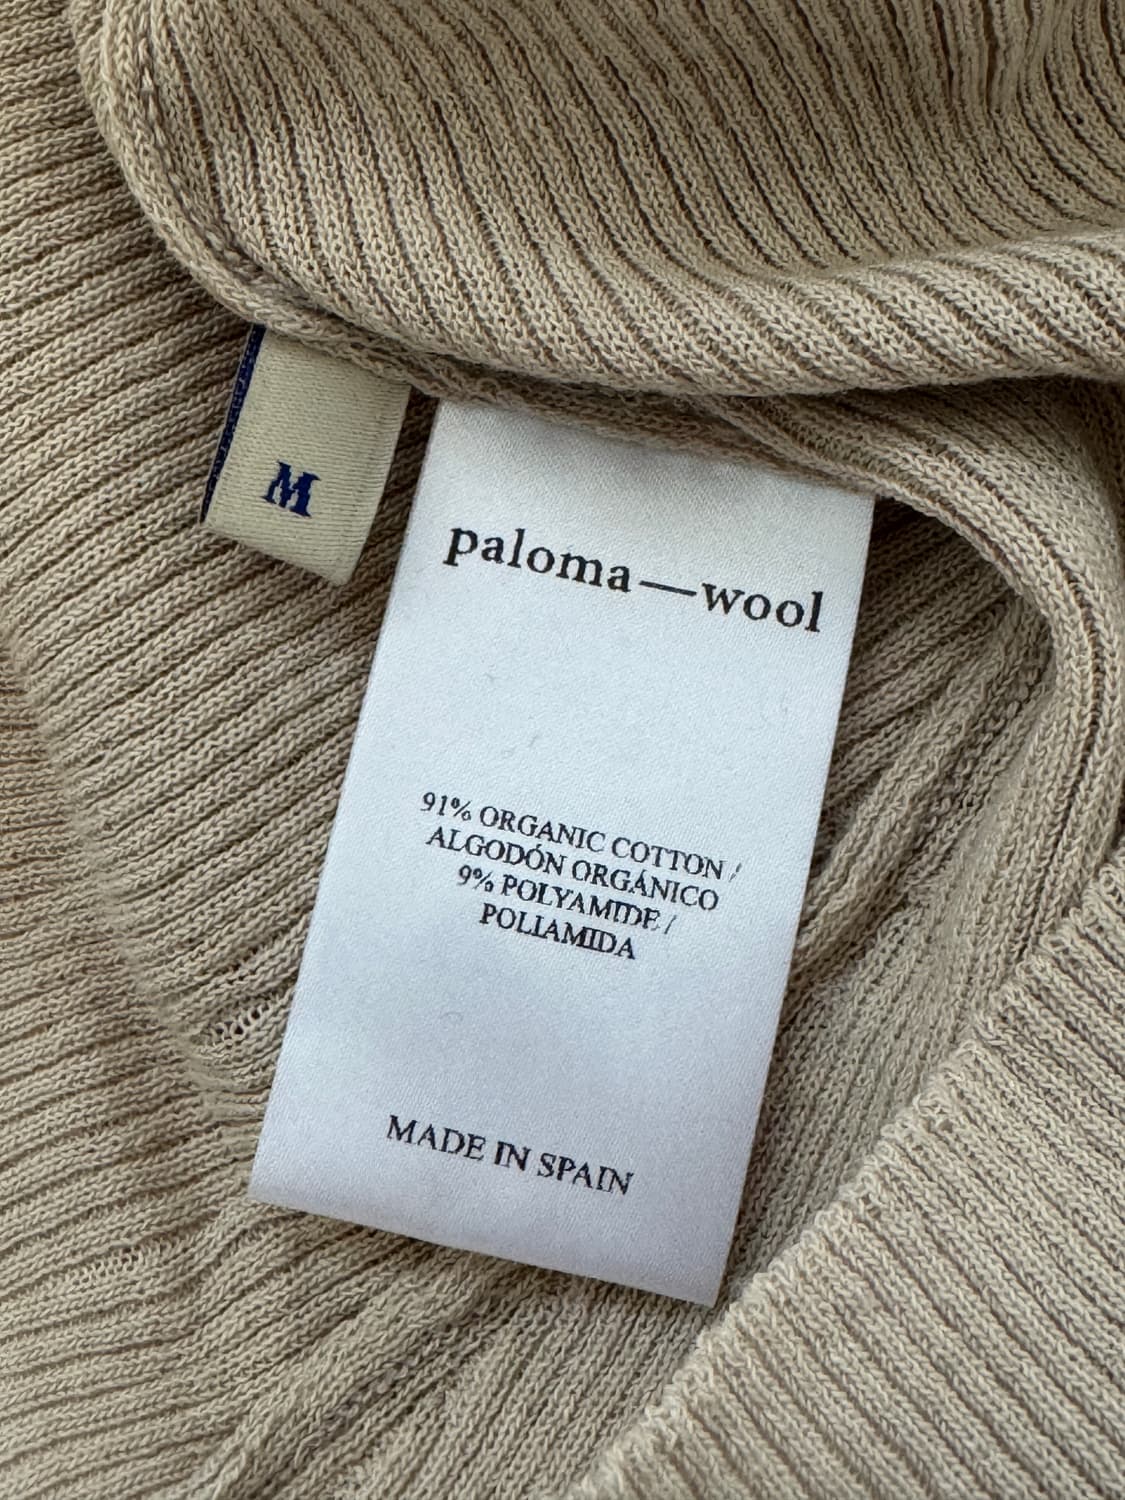 M
paloma—wool
91% ORGANIC COTTON /
ALGODÓN ORGÁNICO
9% POLYAMIDE /
POLIAMIDA
MADE IN SPAIN